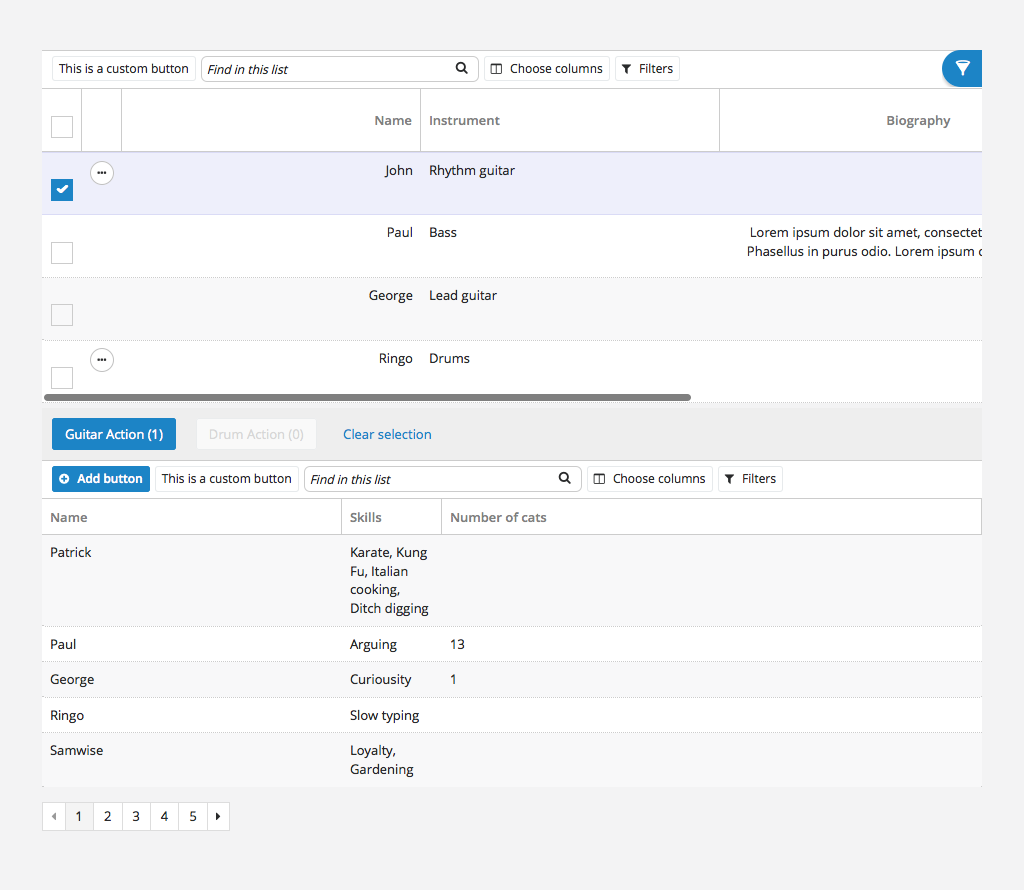 This is a custom button Find in this list Choose columns Filters
Name Instrument Biography
John Rhythm guitar
Paul Bass Lorem ipsum dolor sit amet, consectet
Phasellus in purus odio. Lorem ipsum
George Lead guitar
Ringo Drums
Guitar Action (1) Drum Action (0) Clear selection
Add button This is a custom button Find in this list Choose columns Filters
Name Skills Number of cats
Patrick Karate, Kung
Fu, Italian
cooking,
Ditch digging
Paul Arguing 13
George Curiousity 1
Ringo Slow typing
Samwise Loyalty,
Gardening
1 2 3 4 5